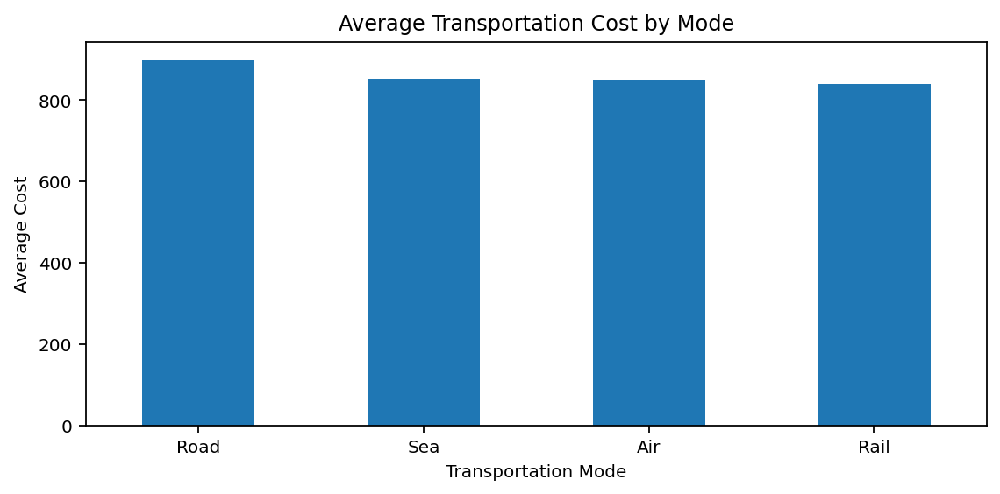 Average Transportation Cost by Mode
Average Cost
800
600
400
200
0
Road Sea Air Rail
Transportation Mode